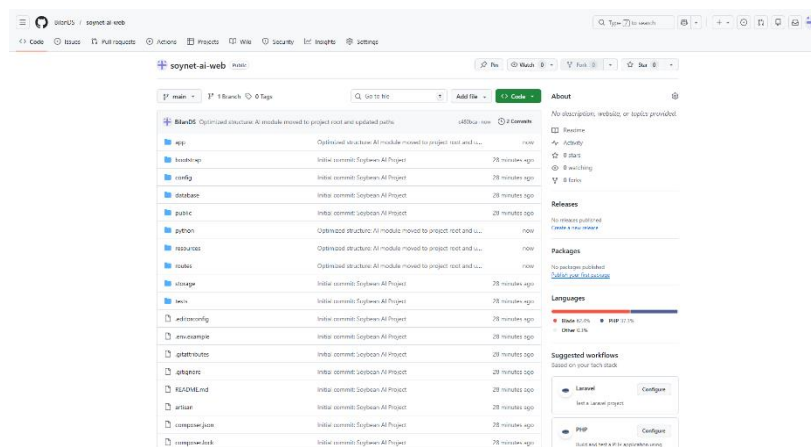 BilanDS / soynet-ai-web
Type / to search
Code Issues Pull requests Actions Projects Wiki Security Insights Settings
soynet-ai-web Public
Pin Watch 0 Fork 0 Star 0
main 1 Branch 0 Tags
Go to file
Add file
Code
BilanDS Optimized structure: AI module moved to project root and updated paths
now 2 Commits
app Optimized structure: AI module moved to project root and u... now
bootstrap Initial commit: Soybean AI Project 28 minutes ago
config Initial commit: Soybean AI Project 28 minutes ago
database Initial commit: Soybean AI Project 28 minutes ago
public Initial commit: Soybean AI Project 28 minutes ago
python Optimized structure: AI module moved to project root and u... now
resources Optimized structure: AI module moved to project root and u... now
routes Optimized structure: AI module moved to project root and u... now
storage Initial commit: Soybean AI Project 28 minutes ago
tests Initial commit: Soybean AI Project 28 minutes ago
.editorconfig Initial commit: Soybean AI Project 28 minutes ago
.env.example Initial commit: Soybean AI Project 28 minutes ago
.gitattributes Initial commit: Soybean AI Project 28 minutes ago
.gitignore Initial commit: Soybean AI Project 28 minutes ago
README.md Initial commit: Soybean AI Project 28 minutes ago
artisan Initial commit: Soybean AI Project 28 minutes ago
composer.json Initial commit: Soybean AI Project 28 minutes ago
composer.lock Initial commit: Soybean AI Project 28 minutes ago
About
No description, website, or topics provided.
Readme
Activity
0 stars
0 watching
0 forks
Releases
No releases published
Create a new release
Packages
No packages published
Publish your first package
Languages
Blade PHP
Other
Suggested workflows
Based on your tech stack
Laravel Configure
Test a Laravel project.
PHP Configure
Build and test a PHP application using